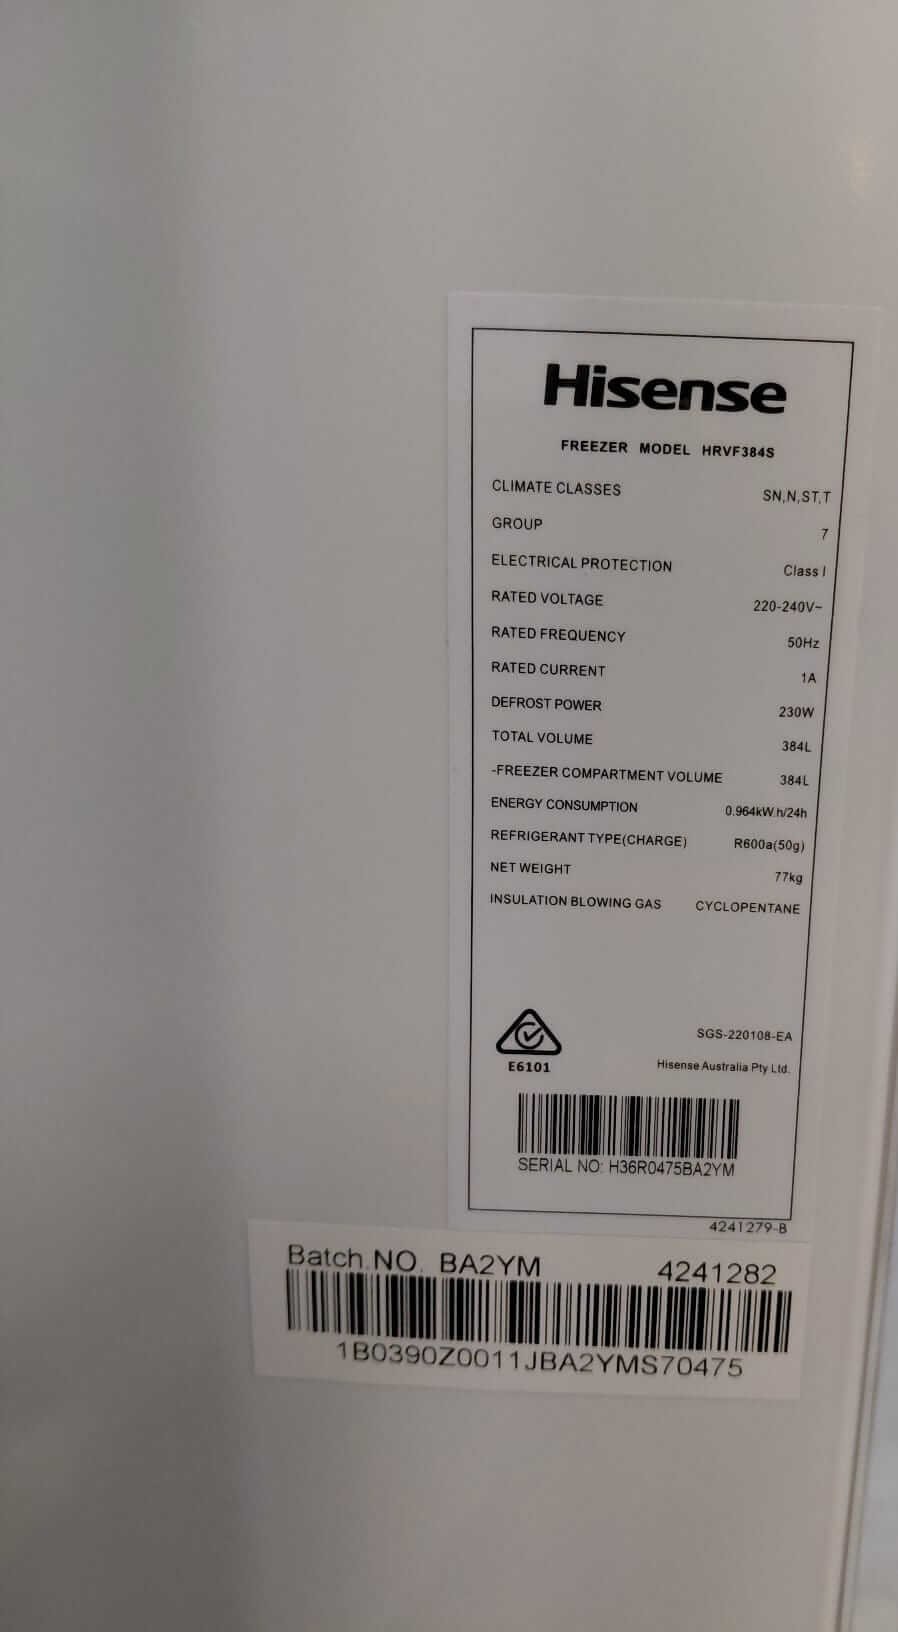 Hisense
FREEZER MODEL HRVF384S
CLIMATE CLASSES SN,N,ST,T
GROUP 7
ELECTRICAL PROTECTION Class I
RATED VOLTAGE 220-240V~
RATED FREQUENCY 50Hz
RATED CURRENT 1A
DEFROST POWER 230W
TOTAL VOLUME 384L
-FREEZER COMPARTMENT VOLUME 384L
ENERGY CONSUMPTION 0.964kW.h/24h
REFRIGERANT TYPE(CHARGE) R600a(50g)
NET WEIGHT 77kg
INSULATION BLOWING GAS CYCLOPENTANE
SGS-220108-EA
E6101 Hisense Australia Pty Ltd.
SERIAL NO: H36R0475BA2YM
4241279-B
Batch.NO. BA2YM 4241282
1B0390Z0011JBA2YMS70475